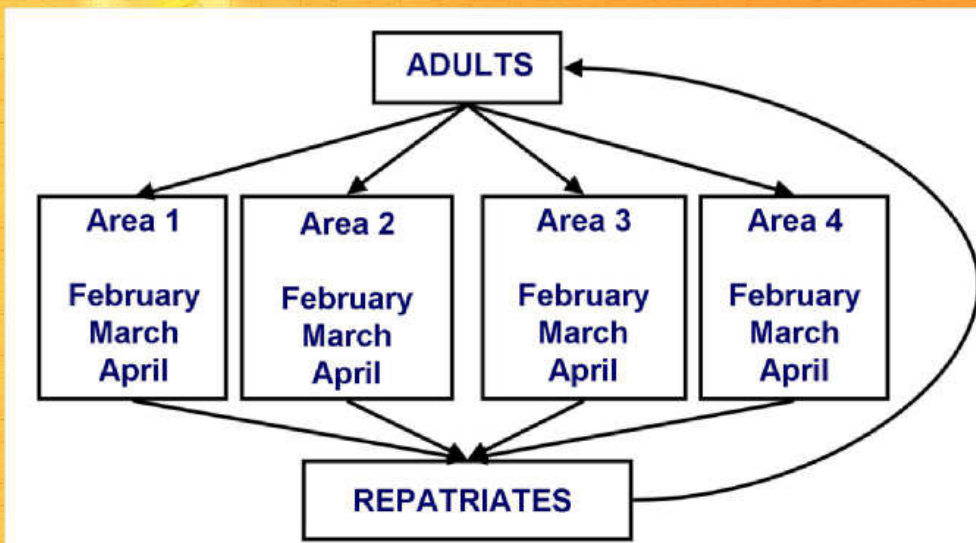 ADULTS
Area 1
February
March
April
Area 2
February
March
April
Area 3
February
March
April
Area 4
February
March
April
REPATRIATES